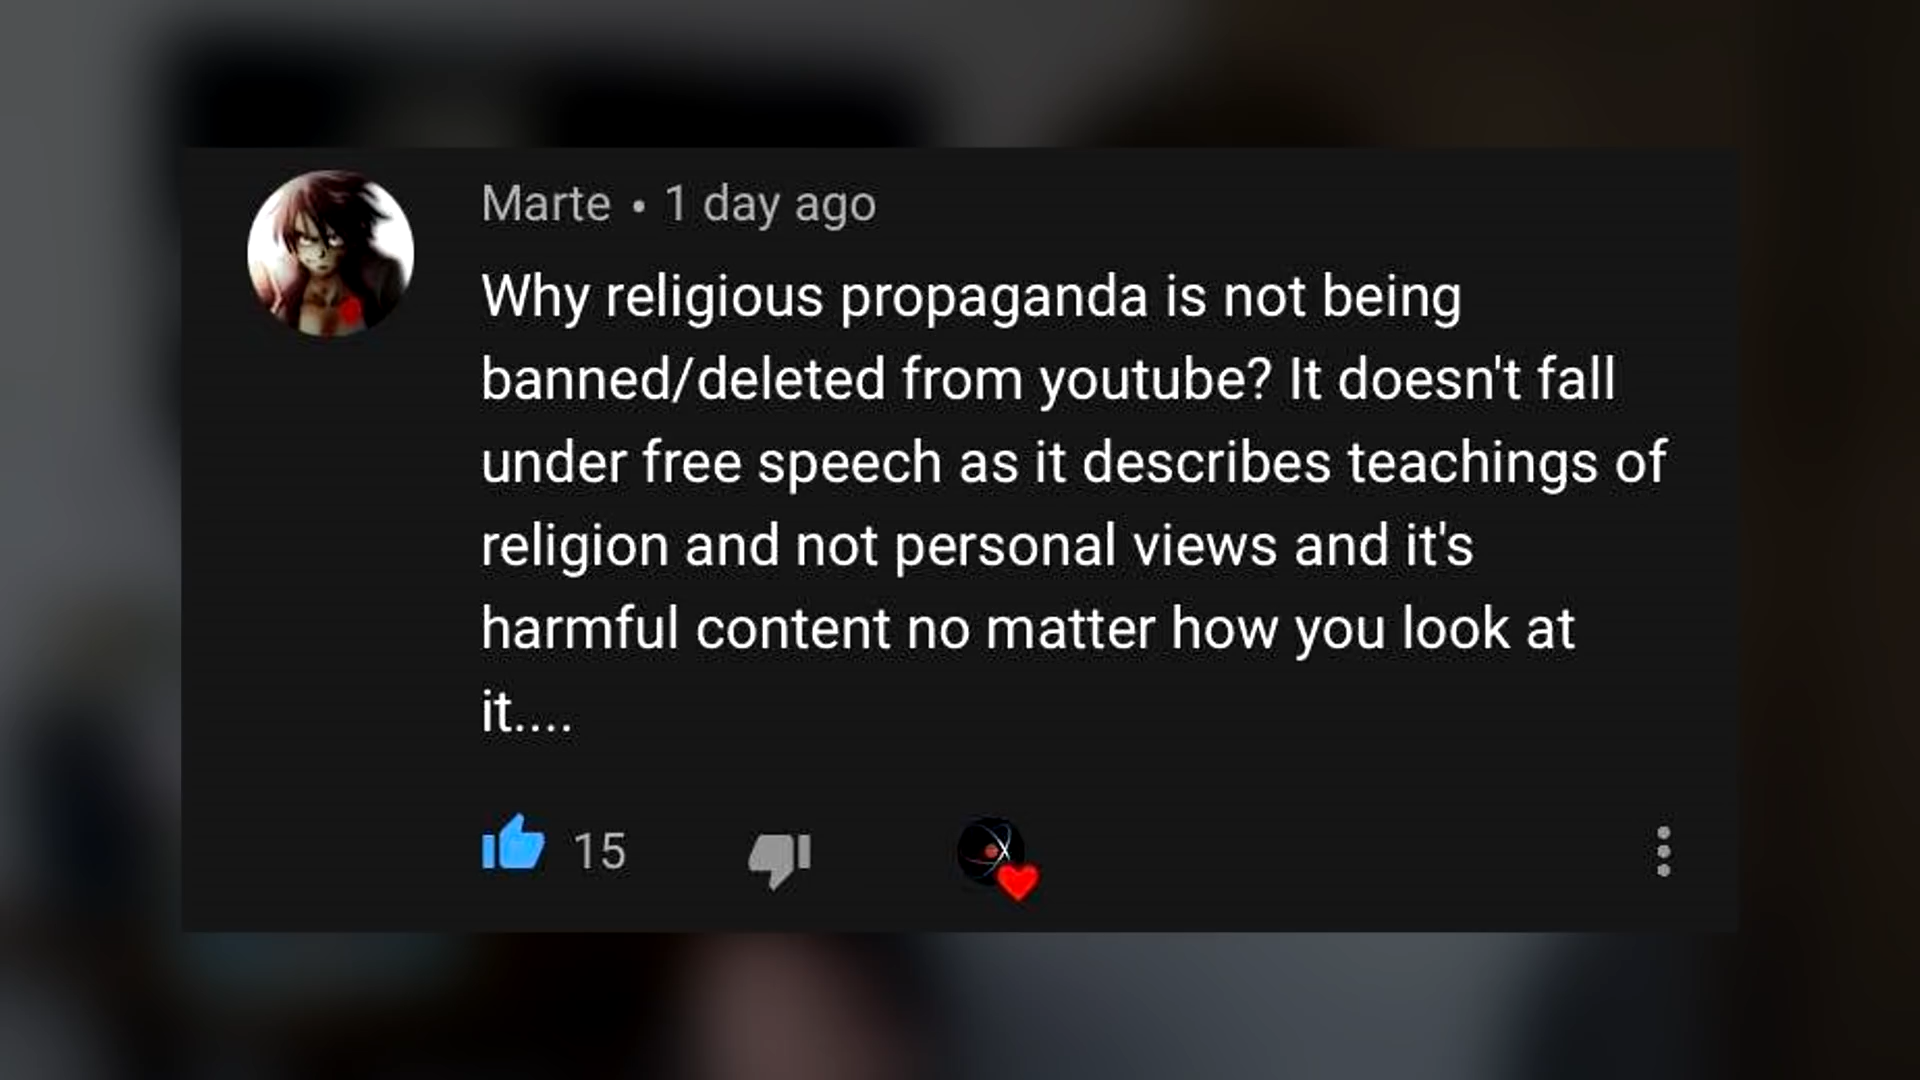 Marte • 1 day ago
Why religious propaganda is not being
banned/deleted from youtube? It doesn't fall
under free speech as it describes teachings of
religion and not personal views and it's
harmful content no matter how you look at
it....
15